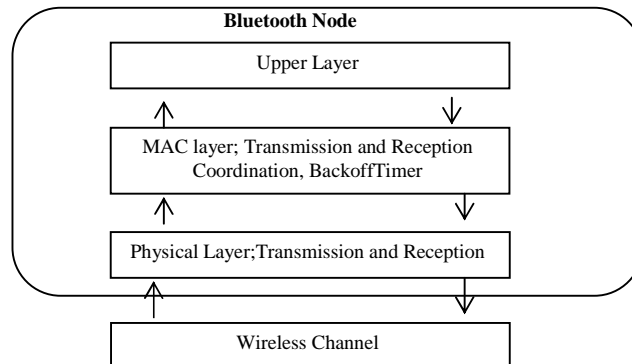 Bluetooth Node
Upper Layer
MAC layer; Transmission and Reception
Coordination, BackoffTimer
Physical Layer;Transmission and Reception
Wireless Channel